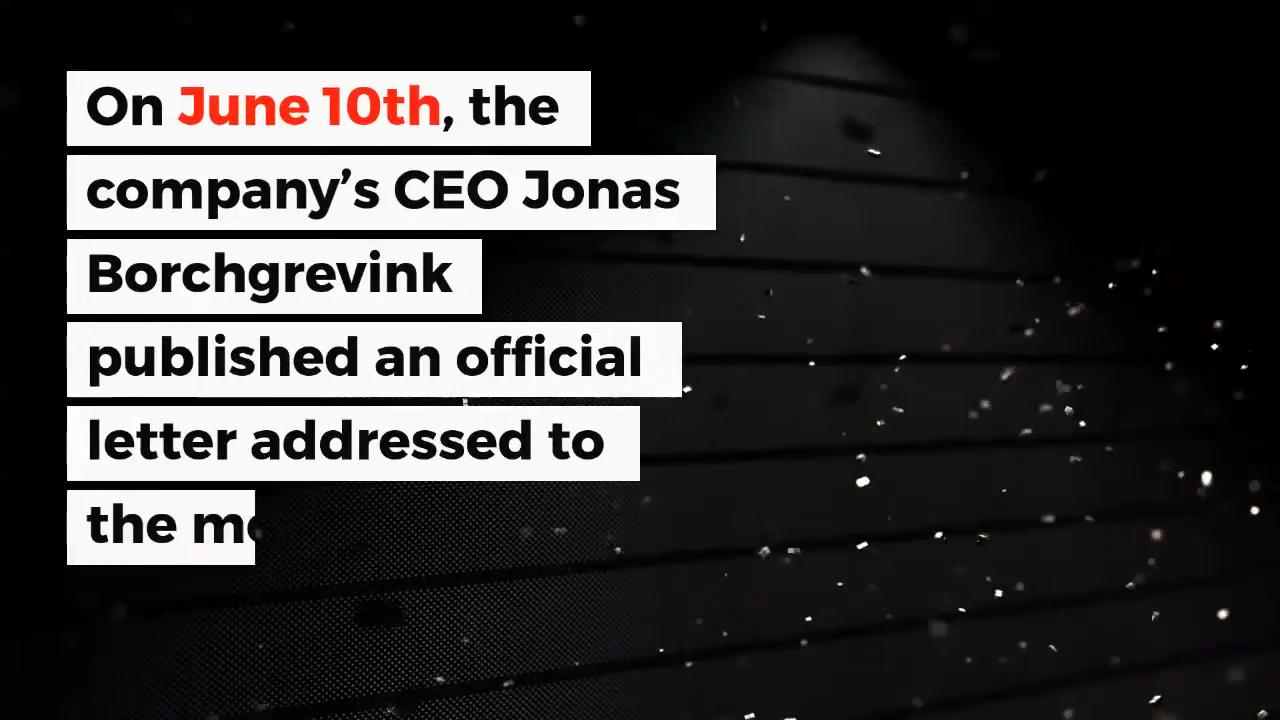 On June 10th, the
company’s CEO Jonas
Borchgrevink
published an official
letter addressed to
the